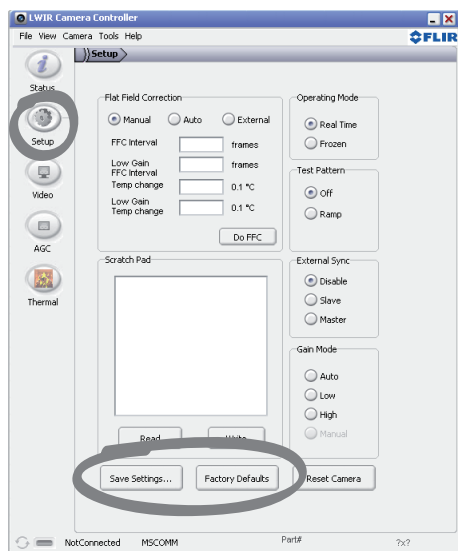 LWIR Camera Controller
File View Camera Tools Help
FLIR
Setup
Status
Setup
Video
AGC
Thermal
Flat Field Correction
Manual Auto External
FFC Interval frames
Low Gain
FFC Interval frames
Temp change 0.1 °C
Low Gain
Temp change 0.1 °C
Do FFC
Operating Mode
Real Time
Frozen
Test Pattern
Off
Ramp
Scratch Pad
Read Write
External Sync
Disable
Slave
Master
Gain Mode
Auto
Low
High
Manual
Save Settings... Factory Defaults Reset Camera
NotConnected MSCOMM Part# ?x?